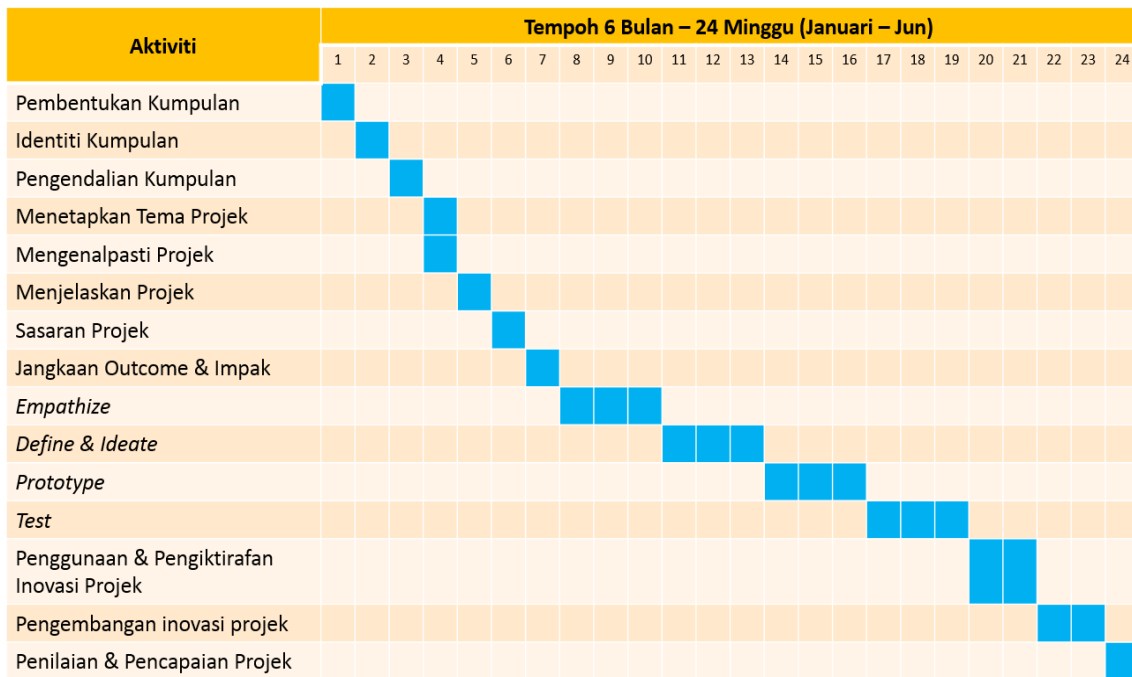 Aktiviti
Tempoh 6 Bulan – 24 Minggu (Januari – Jun)
1 2 3 4 5 6 7 8 9 10 11 12 13 14 15 16 17 18 19 20 21 22 23 24
Pembentukan Kumpulan
Identiti Kumpulan
Pengendalian Kumpulan
Menetapkan Tema Projek
Mengenalpasti Projek
Menjelaskan Projek
Sasaran Projek
Jangkaan Outcome & Impak
Empathize
Define & Ideate
Prototype
Test
Penggunaan & Pengiktirafan
Inovasi Projek
Pengembangan inovasi projek
Penilaian & Pencapaian Projek